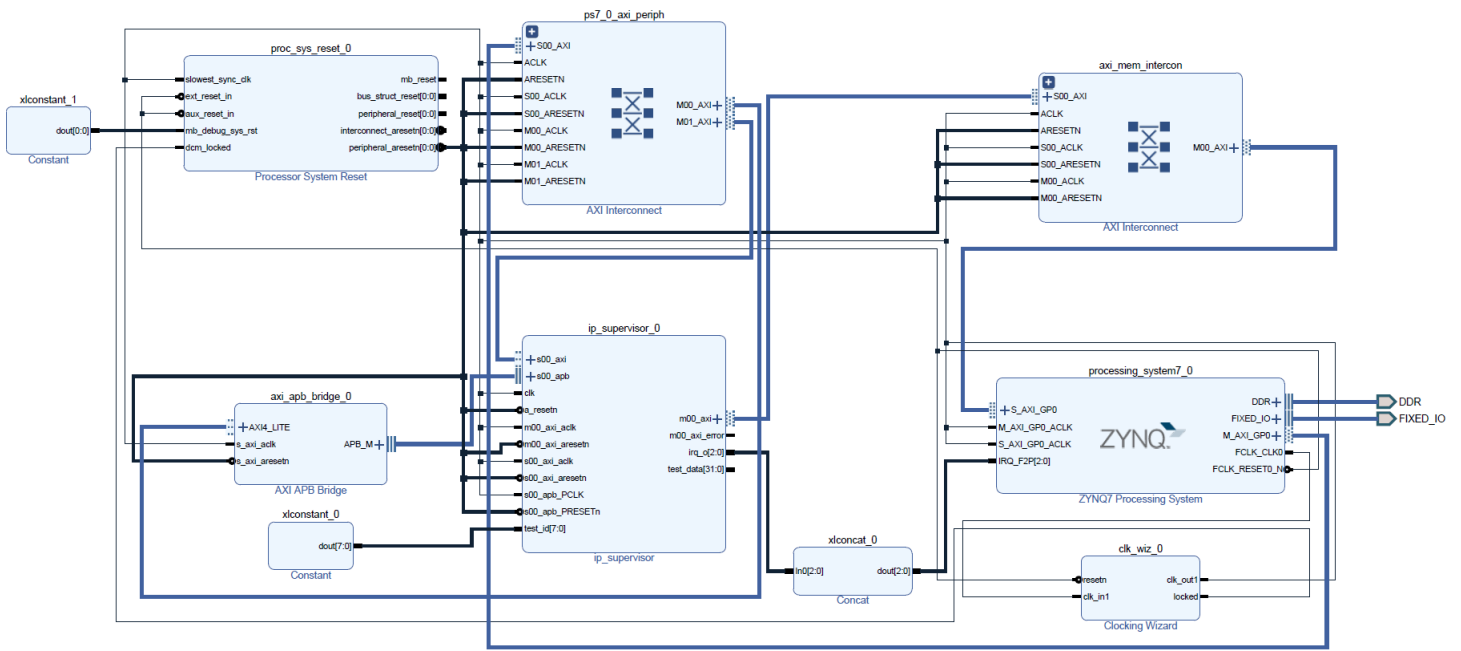 xlconstant_1
dout[0:0]
Constant
proc_sys_reset_0
slowest_sync_clk
ext_reset_in
aux_reset_in
mb_debug_sys_rst
dcm_locked
mb_reset
bus_struct_reset[0:0]
peripheral_reset[0:0]
interconnect_aresetn[0:0]
peripheral_aresetn[0:0]
Processor System Reset
ps7_0_axi_periph
S00_AXI
ACLK
ARESETN
S00_ACLK
S00_ARESETN
M00_ACLK
M00_ARESETN
M01_ACLK
M01_ARESETN
M00_AXI
M01_AXI
AXI Interconnect
axi_mem_intercon
S00_AXI
ACLK
ARESETN
S00_ACLK
S00_ARESETN
M00_ACLK
M00_ARESETN
M00_AXI
AXI Interconnect
axi_apb_bridge_0
AXI4_LITE
s_axi_aclk
s_axi_aresetn
APB_M
AXI APB Bridge
xlconstant_0
dout[7:0]
Constant
ip_supervisor_0
s00_axi
s00_apb
clk
a_resetn
m00_axi_aclk
m00_axi_aresetn
s00_axi_aclk
s00_axi_aresetn
s00_apb_PCLK
s00_apb_PRESETn
test_id[7:0]
m00_axi
m00_axi_error
irq_o[2:0]
test_data[31:0]
ip_supervisor
xlconcat_0
In0[2:0]
dout[2:0]
Concat
processing_system7_0
S_AXI_GP0
M_AXI_GP0_ACLK
S_AXI_GP0_ACLK
IRQ_F2P[2:0]
ZYNQ
DDR
FIXED_IO
M_AXI_GP0
FCLK_CLK0
FCLK_RESET0_N
ZYNQ7 Processing System
DDR
FIXED_IO
clk_wiz_0
resetn
clk_in1
clk_out1
locked
Clocking Wizard